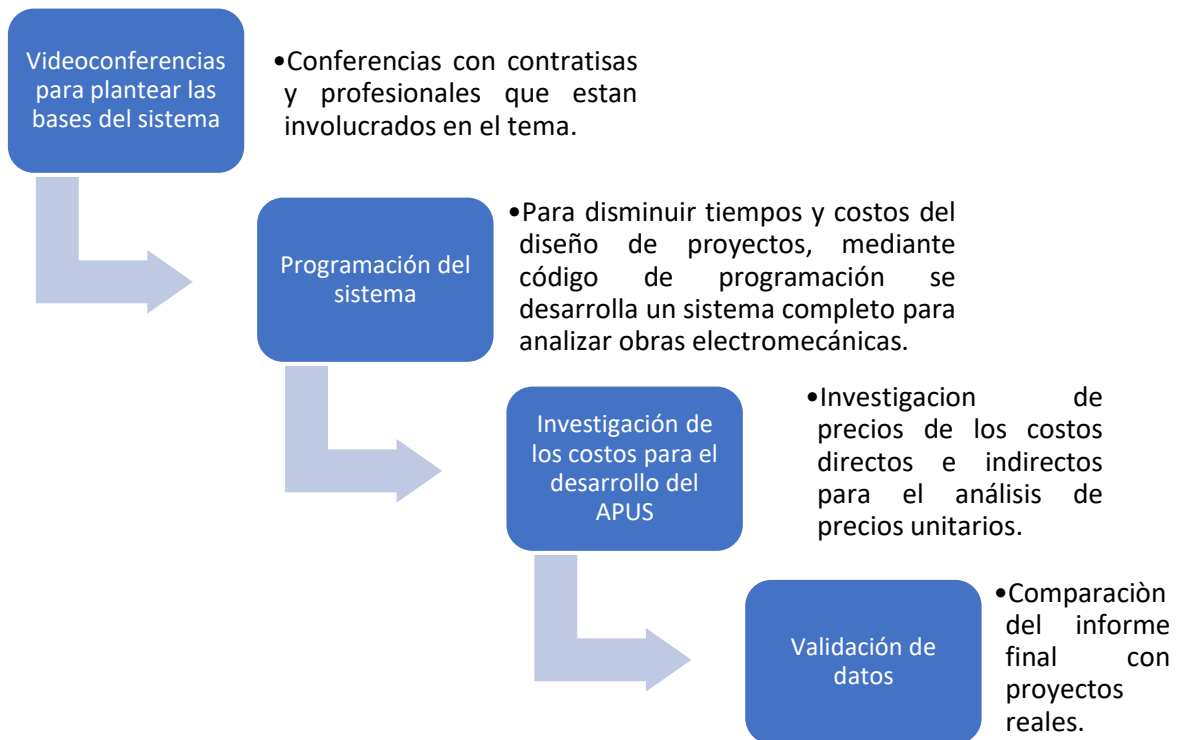 Videoconferencias
para plantear las
bases del sistema
•Conferencias con contratisas
y profesionales que estan
involucrados en el tema.
Programación del
sistema
•Para disminuir tiempos y costos del
diseño de proyectos, mediante
código de programación se
desarrolla un sistema completo para
analizar obras electromecánicas.
Investigación de
los costos para el
desarrollo del
APUS
•Investigacion de
precios de los costos
directos e indirectos
para el análisis de
precios unitarios.
Validación de
datos
•Comparaciòn
del informe
final con
proyectos
reales.